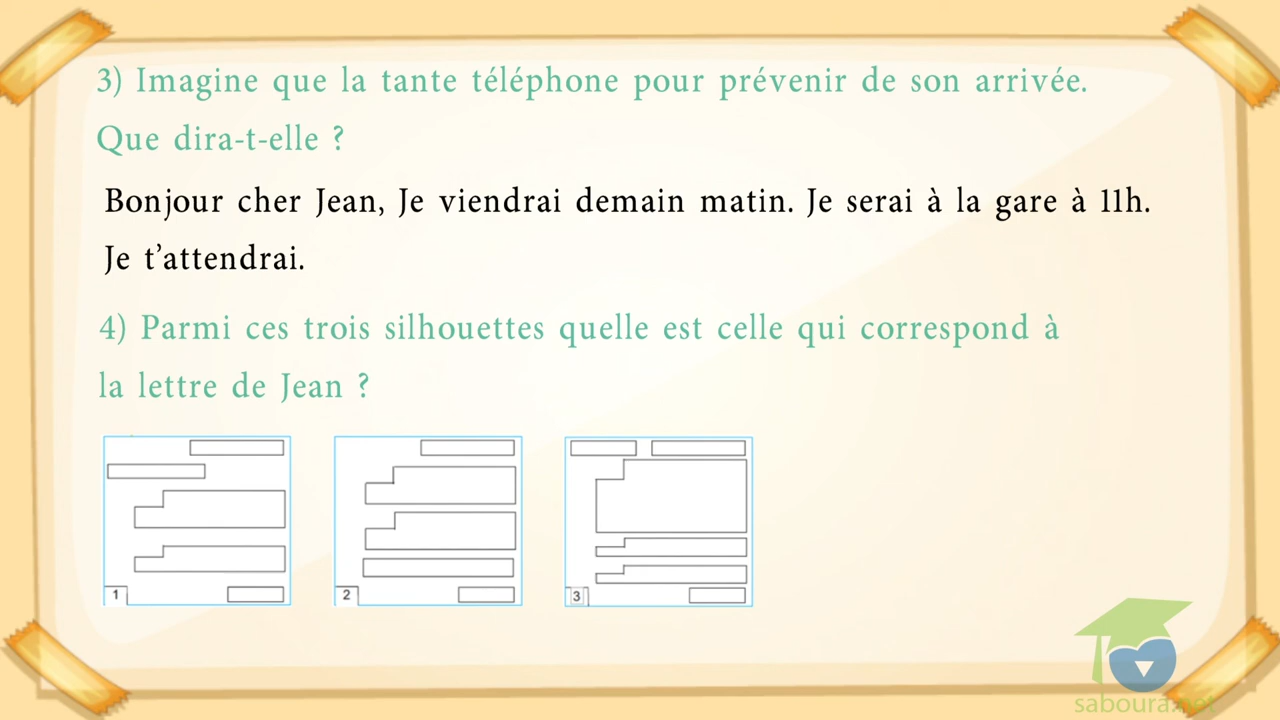 3) Imagine que la tante téléphone pour prévenir de son arrivée.
Que dira-t-elle ?
Bonjour cher Jean, Je viendrai demain matin. Je serai à la gare à 11h.
Je t’attendrai.
4) Parmi ces trois silhouettes quelle est celle qui correspond à
la lettre de Jean ?
1
2
3
saboura.net